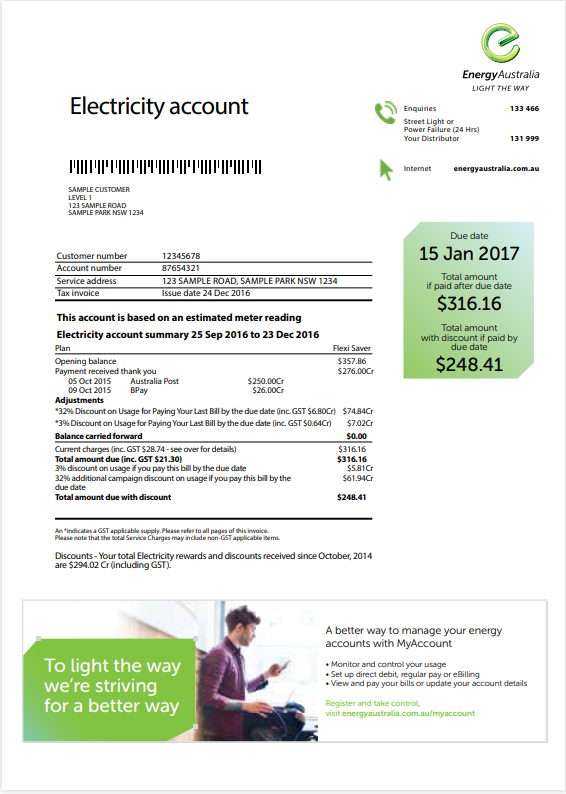 EnergyAustralia
LIGHT THE WAY
Electricity account
Enquiries 133 466
Street Light or
Power Failure (24 Hrs)
Your Distributor 131 999
Internet energyaustralia.com.au
SAMPLE CUSTOMER
LEVEL 1
123 SAMPLE ROAD
SAMPLE PARK NSW 1234
Due date
15 Jan 2017
Total amount
if paid after due date
$316.16
Total amount
with discount if paid by
due date
$248.41
Customer number 12345678
Account number 87654321
Service address 123 SAMPLE ROAD, SAMPLE PARK NSW 1234
Tax invoice Issue date 24 Dec 2016
This account is based on an estimated meter reading
Electricity account summary 25 Sep 2016 to 23 Dec 2016
Plan Flexi Saver
Opening balance $357.86
Payment received thank you $276.00Cr
05 Oct 2015 Australia Post $250.00Cr
09 Oct 2015 BPay $26.00Cr
Adjustments
*32% Discount on Usage for Paying Your Last Bill by the due date (inc. GST $6.80Cr) $74.84Cr
*3% Discount on Usage for Paying Your Last Bill by the due date (inc. GST $0.64Cr) $7.02Cr
Balance carried forward $0.00
Current charges (inc. GST $28.74 - see over for details) $316.16
Total amount due (inc. GST $21.30) $316.16
3% discount on usage if you pay this bill by the due date $5.81Cr
32% additional campaign discount on usage if you pay this bill by the $61.94Cr
due date
Total amount due with discount $248.41
An *indicates a GST applicable supply. Please refer to all pages of this invoice.
Please note that the total Service Charges may include non-GST applicable items.
Discounts - Your total Electricity rewards and discounts received since October, 2014
are $294.02 Cr (including GST).
To light the way
we're striving
for a better way
A better way to manage your energy
accounts with MyAccount
• Monitor and control your usage
• Set up direct debit, regular pay or eBilling
• View and pay your bills or update your account details
Register and take control,
visit energyaustralia.com.au/myaccount